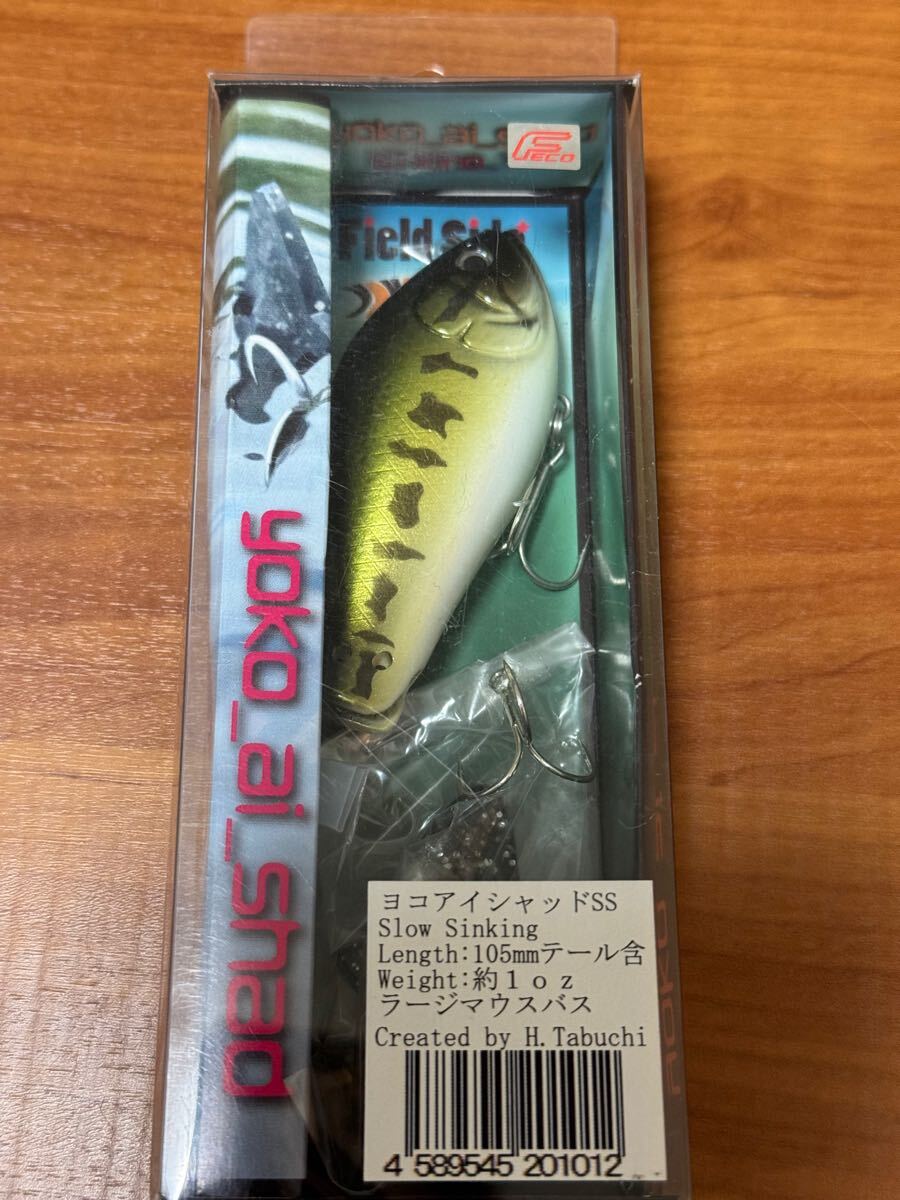 yoko_ai_shad
FECO
Field Side
yoko_ai_shad
ヨコアイシャッドSS
Slow Sinking
Length:105mmテール含
Weight:約１ｏｚ
ラージマウスバス
Created by H.Tabuchi
4 589545 201012